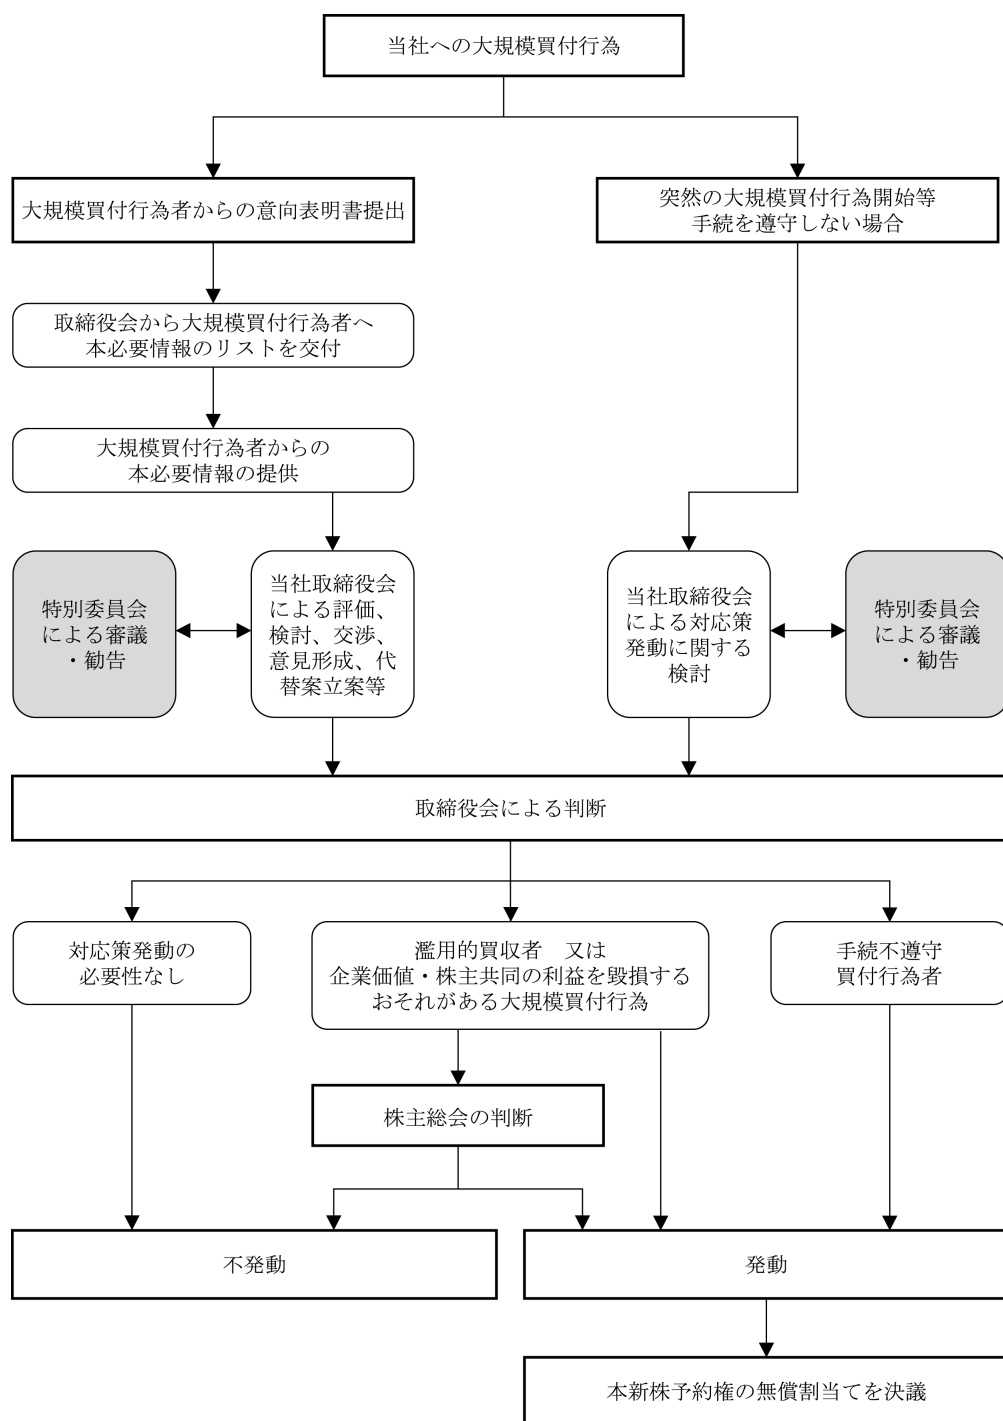 当社への大規模買付行為
大規模買付行為者からの意向表明書提出
突然の大規模買付行為開始等
手続を遵守しない場合
取締役会から大規模買付行為者へ
本必要情報のリストを交付
大規模買付行為者からの
本必要情報の提供
特別委員会
による審議
・勧告
当社取締役会
による評価、
検討、交渉、
意見形成、代
替案立案等
当社取締役会
による対応策
発動に関する
検討
特別委員会
による審議
・勧告
取締役会による判断
対応策発動の
必要性なし
濫用的買収者　又は
企業価値・株主共同の利益を毀損する
おそれがある大規模買付行為
手続不遵守
買付行為者
株主総会の判断
不発動
発動
本新株予約権の無償割当てを決議